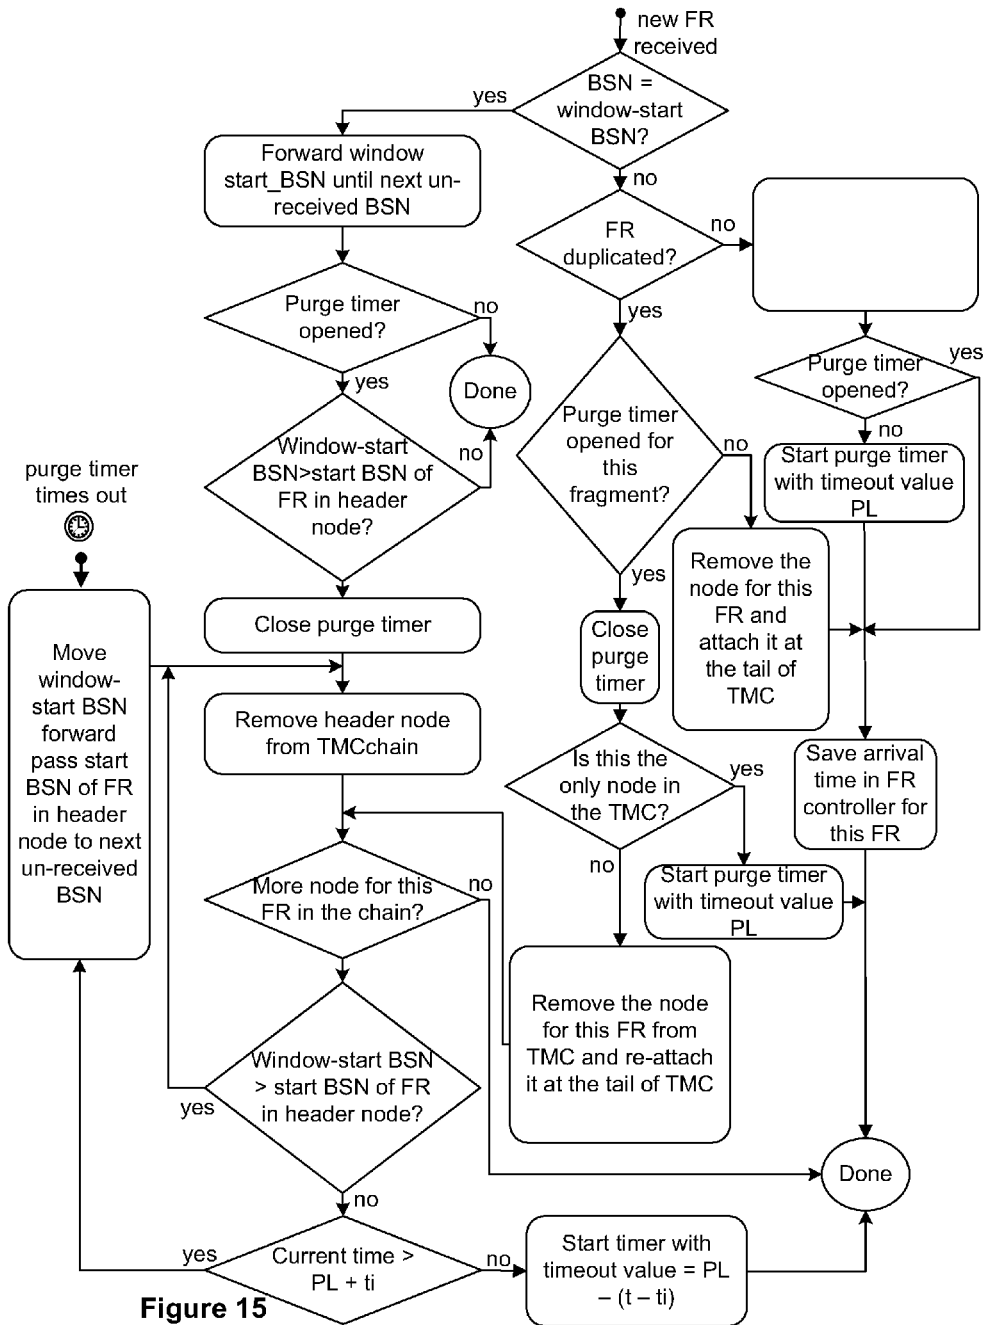 new FR
received
BSN =
window-start
BSN?
yes
no
Forward window
start_BSN until next un-
received BSN
FR
duplicated?
no
yes
Purge timer
opened?
no
yes
Done
Purge timer
opened?
yes
no
Purge timer
opened for
this
fragment?
no
yes
Window-start
BSN>start BSN of
FR in header
node?
no
Start purge timer
with timeout value
PL
purge timer
times out
Remove the
node for this
FR and
attach it at
the tail of
TMC
Close purge timer
Close
purge
timer
Move
window-
start BSN
forward
pass start
BSN of FR
in header
node to next
un-received
BSN
Remove header node
from TMCchain
Is this the
only node in
the TMC?
yes
no
Save arrival
time in FR
controller for
this FR
More node for this
FR in the chain?
no
Start purge timer
with timeout value
PL
Remove the node
for this FR from
TMC and re-attach
it at the tail of TMC
Window-start BSN
> start BSN of FR
in header node?
yes
no
Done
Current time >
PL + ti
yes
no
Start timer with
timeout value = PL
– (t – ti)
Figure 15